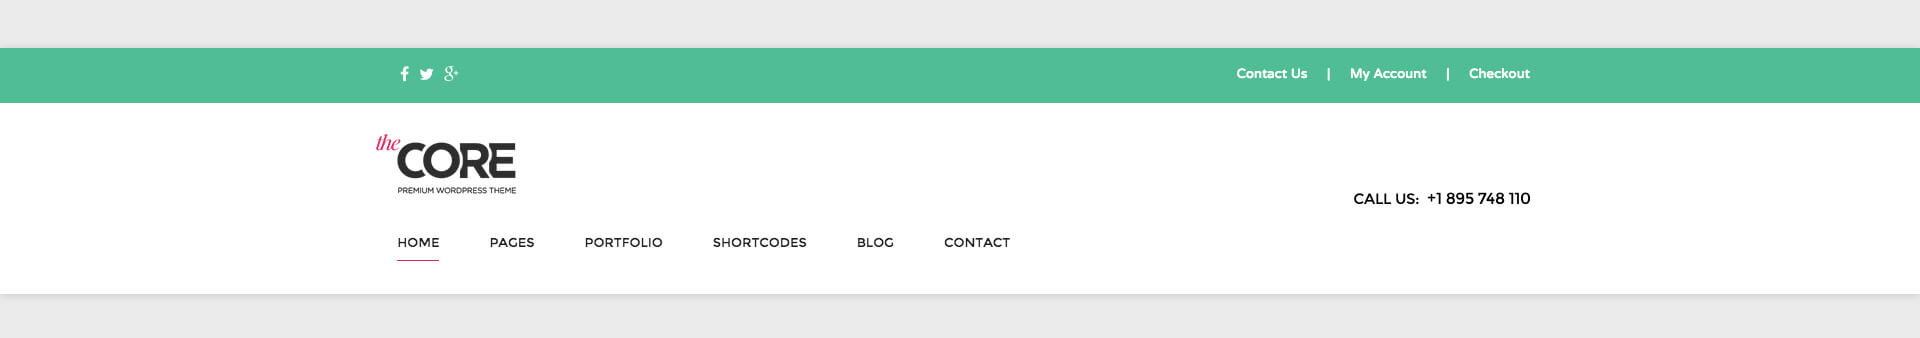 Contact Us | My Account | Checkout
the
CORE
PREMIUM WORDPRESS THEME
CALL US: +1 895 748 110
HOME PAGES PORTFOLIO SHORTCODES BLOG CONTACT